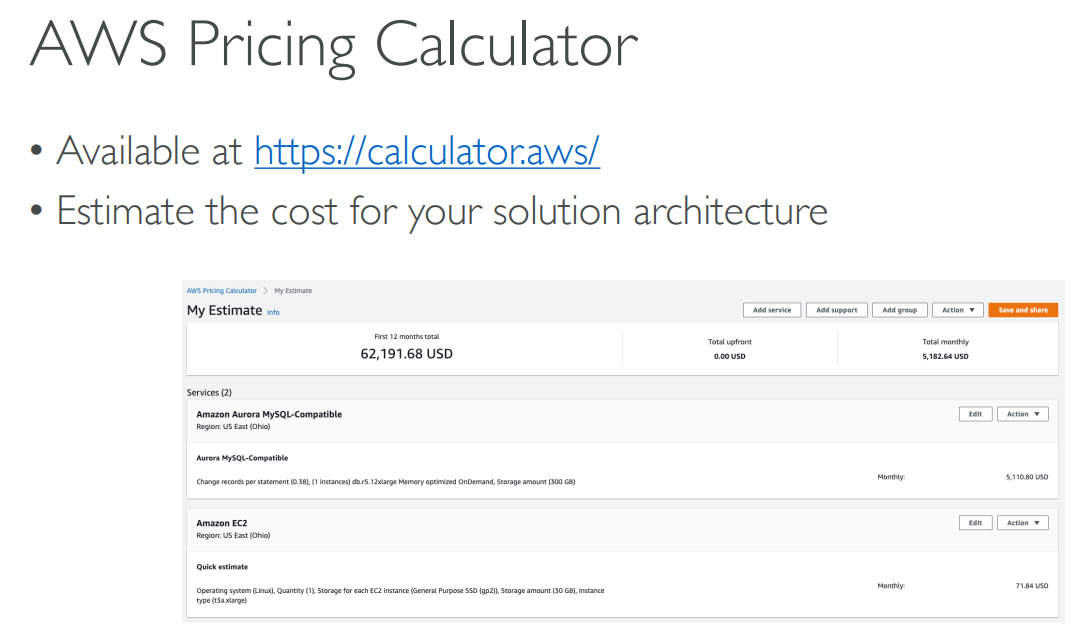 AWS Pricing Calculator
• Available at https://calculator.aws/
• Estimate the cost for your solution architecture
AWS Pricing Calculator > My Estimate
My Estimate Info
Add service Add support Add group Action ▼ Save and share
First 12 months total
62,191.68 USD
Total upfront
0.00 USD
Total monthly
5,182.64 USD
Services (2)
Amazon Aurora MySQL-Compatible
Region: US East (Ohio)
Edit Action ▼
Aurora MySQL-Compatible
Change records per statement (0.38), (1 instances) db.r5.12xlarge Memory optimized OnDemand, Storage amount (300 GB)
Monthly: 5,110.80 USD
Amazon EC2
Region: US East (Ohio)
Edit Action ▼
Quick estimate
Operating system (Linux), Quantity (1), Storage for each EC2 instance (General Purpose SSD (gp2)), Storage amount (30 GB), Instance
type (t3a.xlarge)
Monthly: 71.84 USD